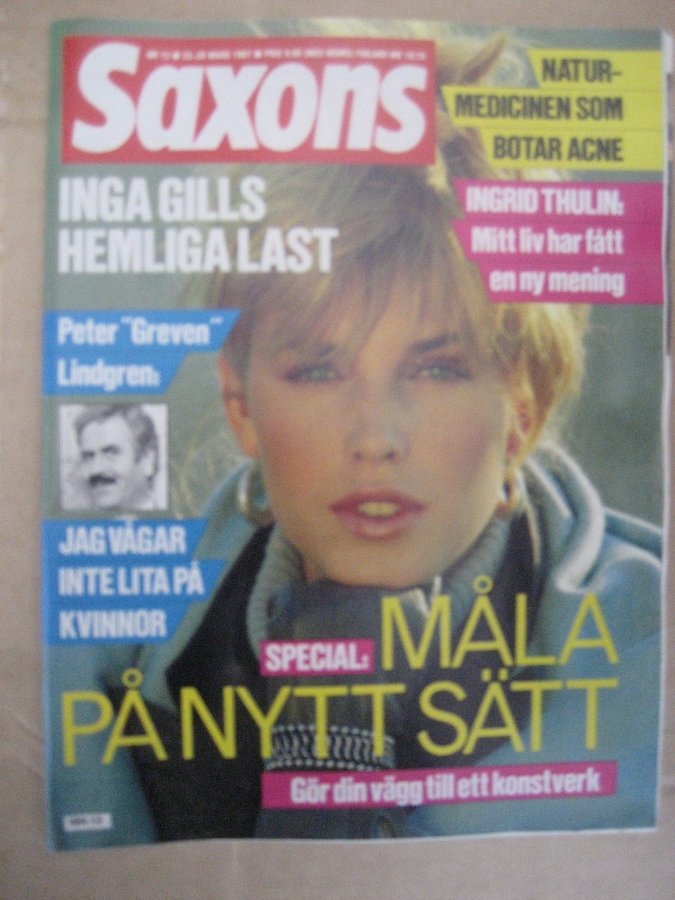 Saxons
NATUR-
MEDICINEN SOM
BOTAR ACNE
INGA GILLS
HEMLIGA LAST
INGRID THULIN:
Mitt liv har fått
en ny mening
Peter "Greven"
Lindgren:
JAG VÅGAR
INTE LITA PÅ
KVINNOR
SPECIAL: MÅLA
PÅ NYTT SÄTT
Gör din vägg till ett konstverk